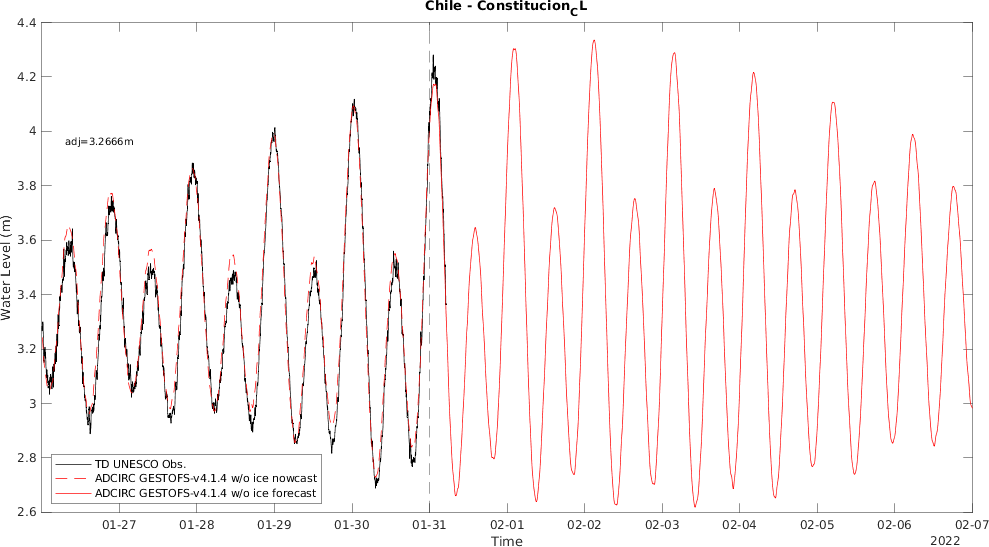 Chile - Constitucion_CL
4.4
4.2
4
3.8
3.6
3.4
3.2
3
2.8
2.6
Water Level (m)
adj=3.2666m
TD UNESCO Obs.
ADCIRC GESTOFS-v4.1.4 w/o ice nowcast
ADCIRC GESTOFS-v4.1.4 w/o ice forecast
01-27 01-28 01-29 01-30 01-31 02-01 02-02 02-03 02-04 02-05 02-06 02-07
Time
2022